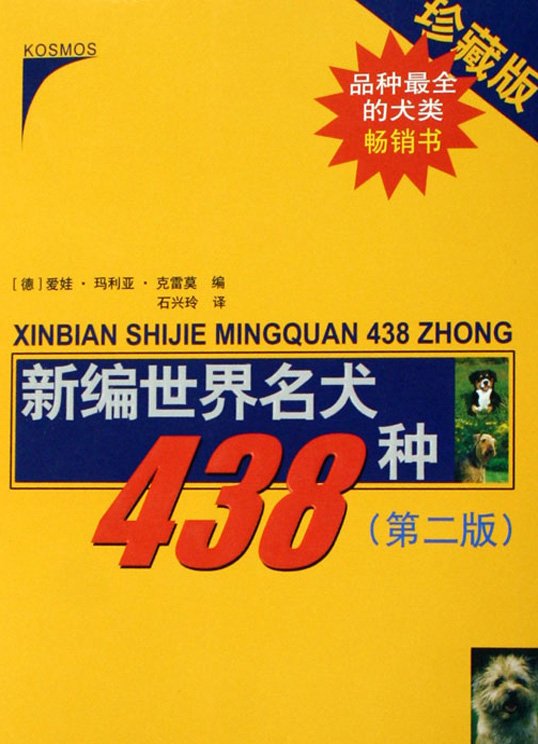 KOSMOS
珍藏版
品种最全
的犬类
畅销书
[德]爱娃·玛利亚·克雷莫 编
石兴玲 译
XINBIAN SHIJIE MINGQUAN 438 ZHONG
新编世界名犬
438种
(第二版)